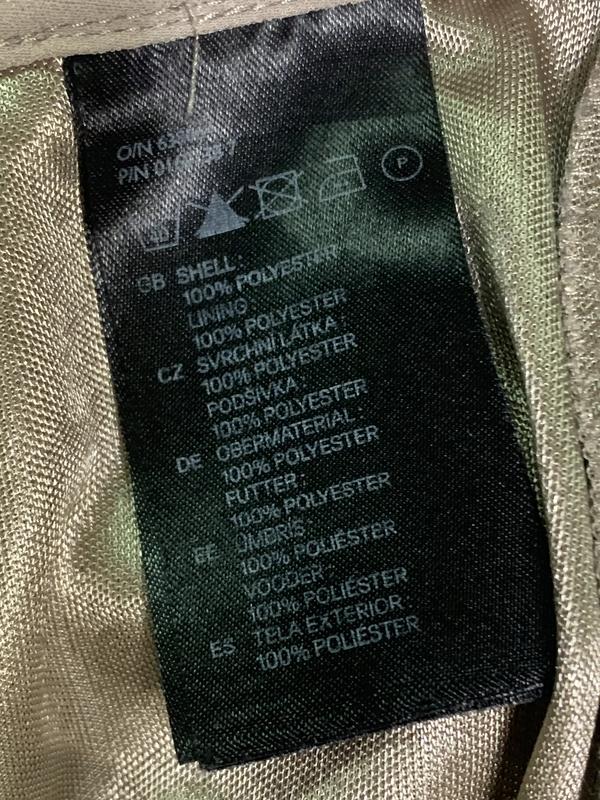 O/N
P/N
P
GB SHELL:
100% POLYESTER
LINING:
100% POLYESTER
CZ SVRCHNÍ LÁTKA:
100% POLYESTER
PODŠÍVKA:
100% POLYESTER
DE OBERMATERIAL:
100% POLYESTER
FUTTER:
100% POLYESTER
EE ÜMBRIS:
100% POLIESTER
VOODER:
100% POLIESTER
ES TELA EXTERIOR
100% POLIÉSTER